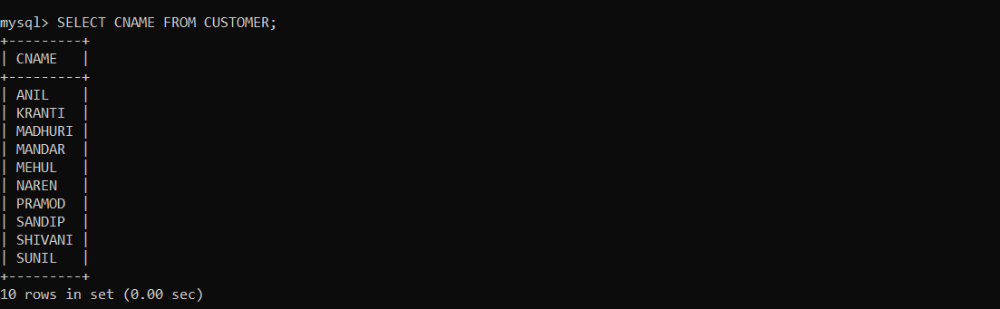 mysql> SELECT CNAME FROM CUSTOMER;
+---------+
| CNAME   |
+---------+
| ANIL    |
| KRANTI  |
| MADHURI |
| MANDAR  |
| MEHUL   |
| NAREN   |
| PRAMOD  |
| SANDIP  |
| SHIVANI |
| SUNIL   |
+---------+
10 rows in set (0.00 sec)